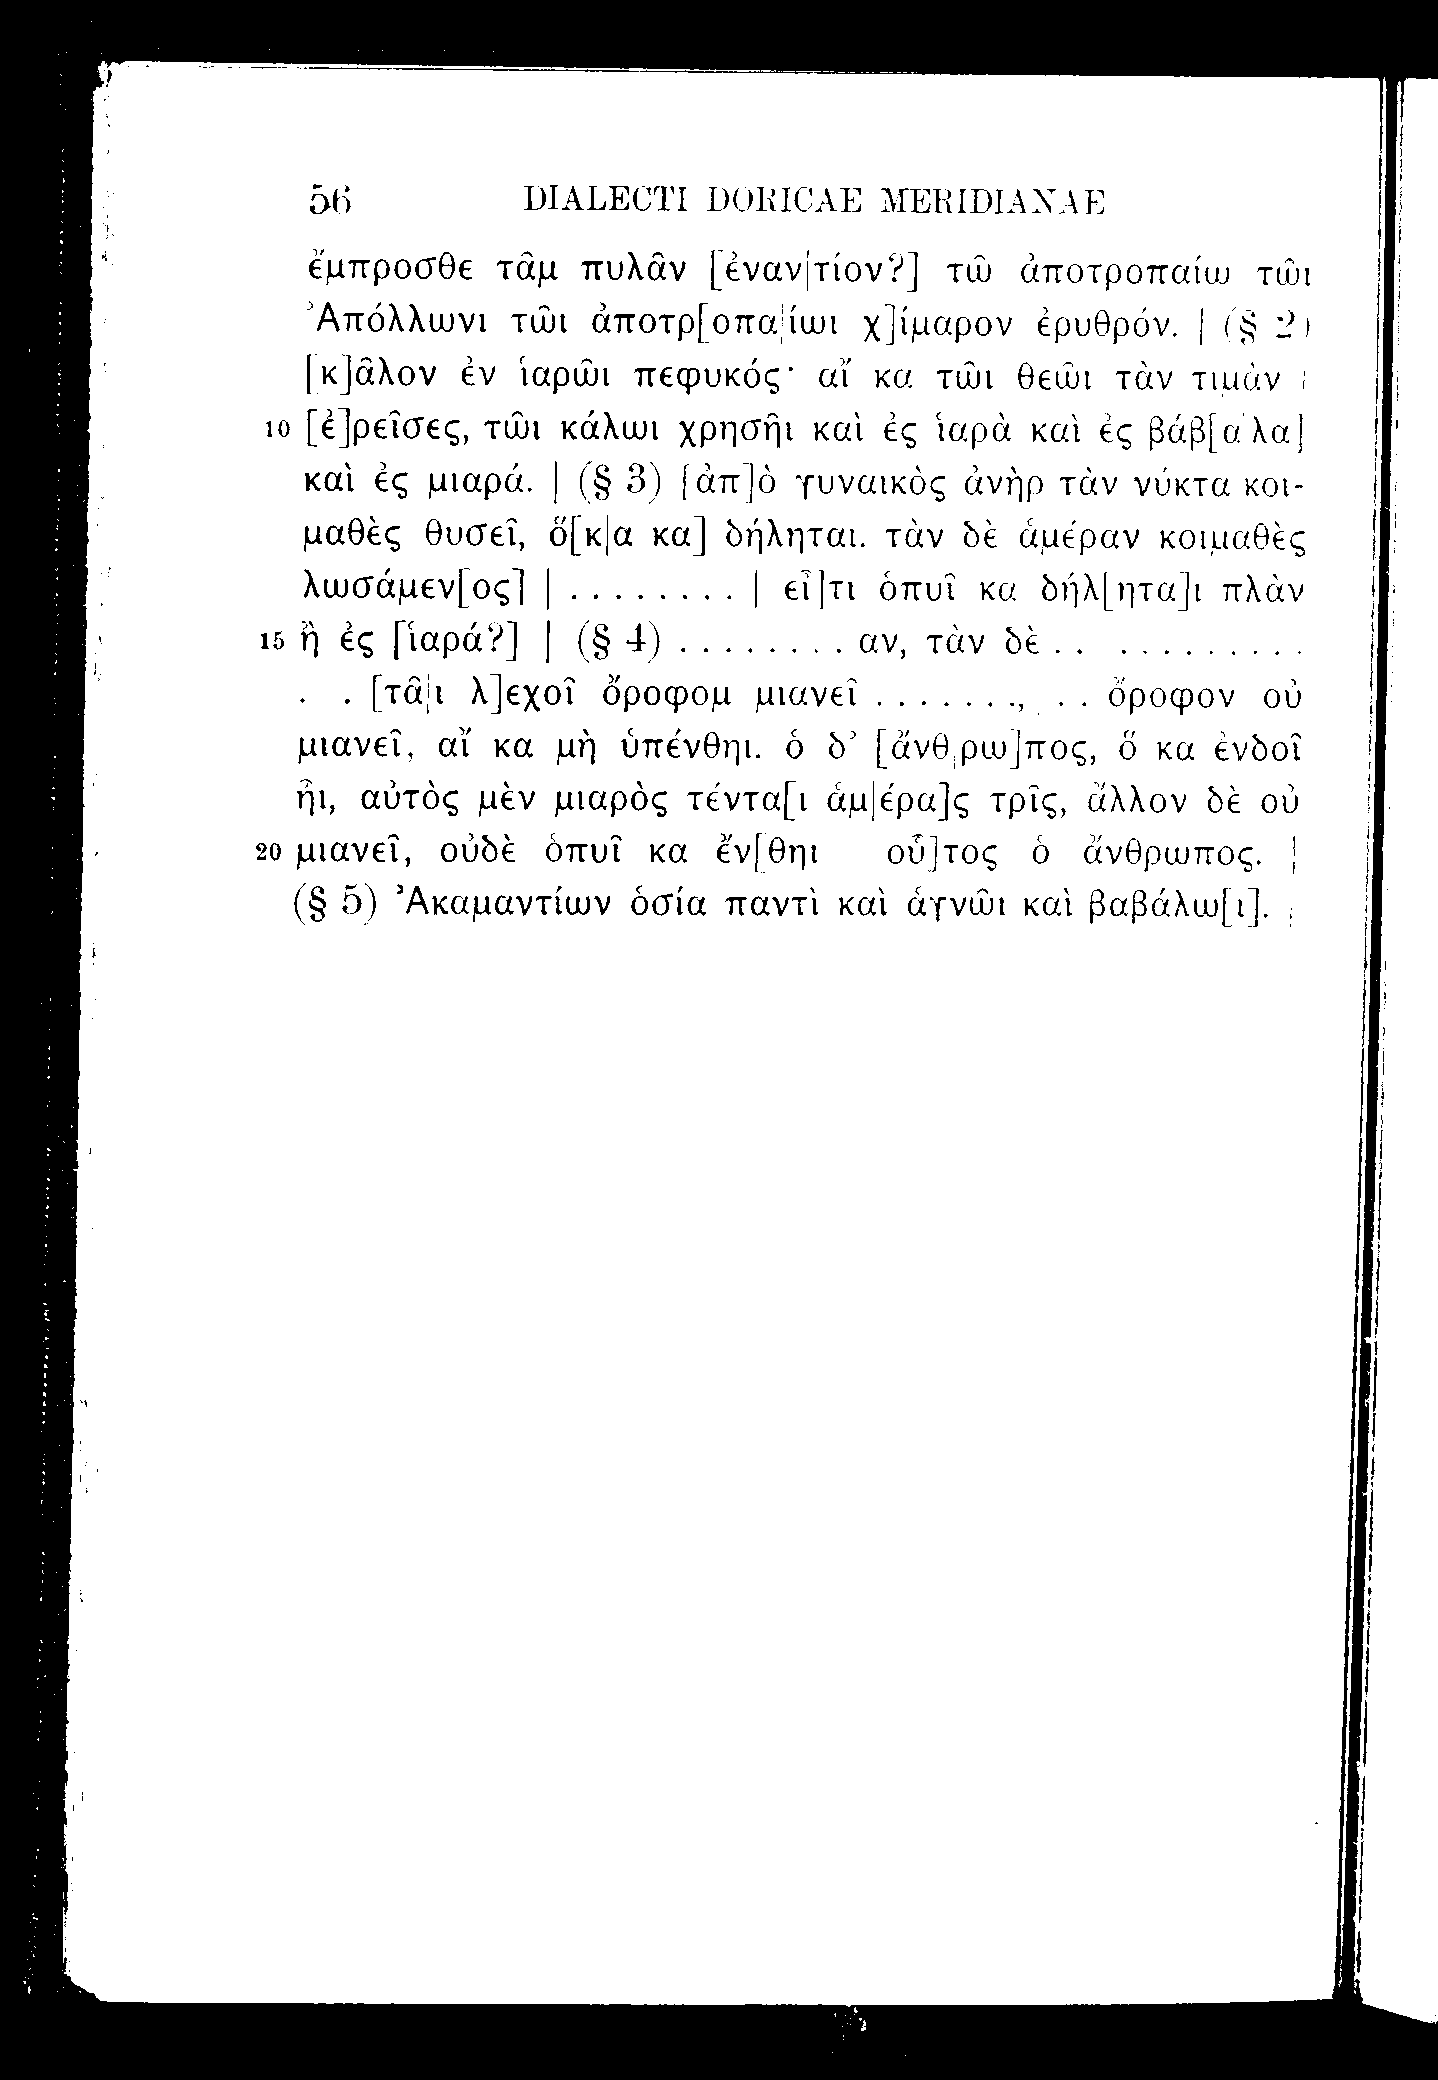 56 DIALECTI DORICAE MERIDIANAE
ἔμπροσθε τᾶμ πυλᾶν [ἐναν|τίον?] τῶ ἀποτροπαίω τῶι
Ἀπόλλωνι τῶι ἀποτρ[οπα|ίωι χ]ίμαρον ἐρυθρόν. | (§ 2)
[κ]ᾶλον ἐν ἱαρῶι πεφυκός· αἴ κα τῶι θεῶι τὰν τιμὰν |
10 [ἐ]ρεῖσες, τῶι κάλωι χρησῆι καὶ ἐς ἱαρὰ καὶ ἐς βάβ[α|λα]
καὶ ἐς μιαρά. | (§ 3) [ἀπ]ὸ γυναικὸς ἀνὴρ τὰν νύκτα κοι-
μαθὲς θυσεῖ, ὅ[κ|α κα] δήληται. τὰν δὲ ἁμέραν κοιμαθὲς
λωσάμεν[ος] | ........ | εἶ|τι ὁπυῖ κα δήλ[ητα]ι πλὰν
15 ἢ ἐς [ἱαρά?] | (§ 4) ........ αν, τὰν δὲ .. .........
. . [τᾶ|ι λ]εχοῖ ὄροφομ μιανεῖ ......., . . ὄροφον οὐ
μιανεῖ, αἴ κα μὴ ὑπένθηι. ὁ δ’ [ἄνθ|ρω]πος, ὅ κα ἐνδοῖ
ἦι, αὐτὸς μὲν μιαρὸς τέντα[ι ἁμ|έρα]ς τρῖς, ἄλλον δὲ οὐ
20 μιανεῖ, οὐδὲ ὁπυῖ κα ἔν[θηι οὗ]τος ὁ ἄνθρωπος. |
(§ 5) Ἀκαμαντίων ὁσία παντὶ καὶ ἁγνῶι καὶ βαβάλω[ι]. |